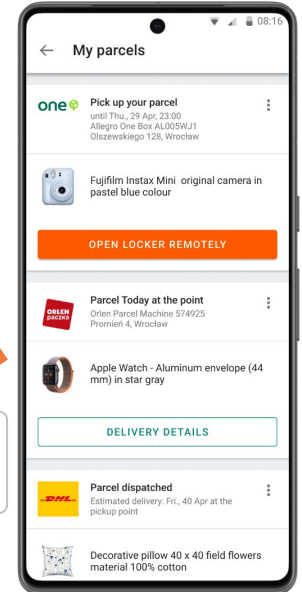 08:16
My parcels
one
Pick up your parcel
until Thu., 29 Apr, 23:00
Allegro One Box AL005WJ1
Olszewskiego 128, Wrocław
Fujifilm Instax Mini original camera in
pastel blue colour
OPEN LOCKER REMOTELY
ORLEN
paczka
Parcel Today at the point
Orlen Parcel Machine 574925
Promień 4, Wrocław
Apple Watch - Aluminum envelope (44
mm) in star gray
DELIVERY DETAILS
DHL
Parcel dispatched
Estimated delivery: Fri., 40 Apr at the
pickup point
Decorative pillow 40 x 40 field flowers
material 100% cotton